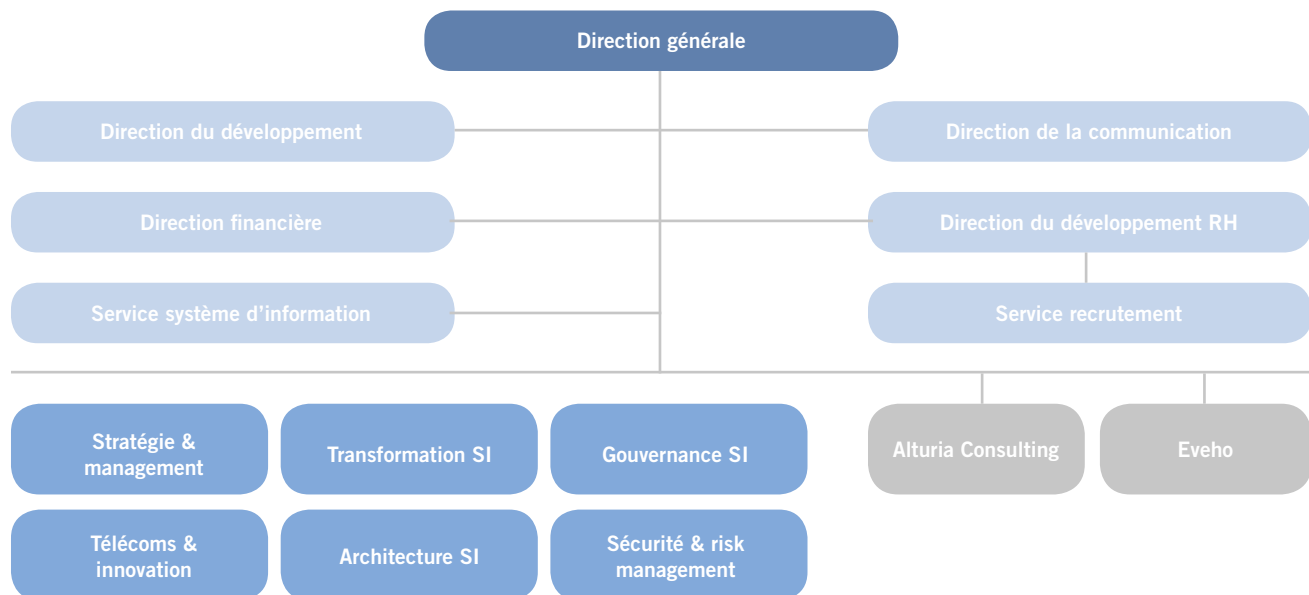 Direction générale
Direction du développement
Direction de la communication
Direction financière
Direction du développement RH
Service système d'information
Service recrutement
Stratégie &
management
Transformation SI
Gouvernance SI
Alturia Consulting
Eveho
Télécoms &
innovation
Architecture SI
Sécurité & risk
management